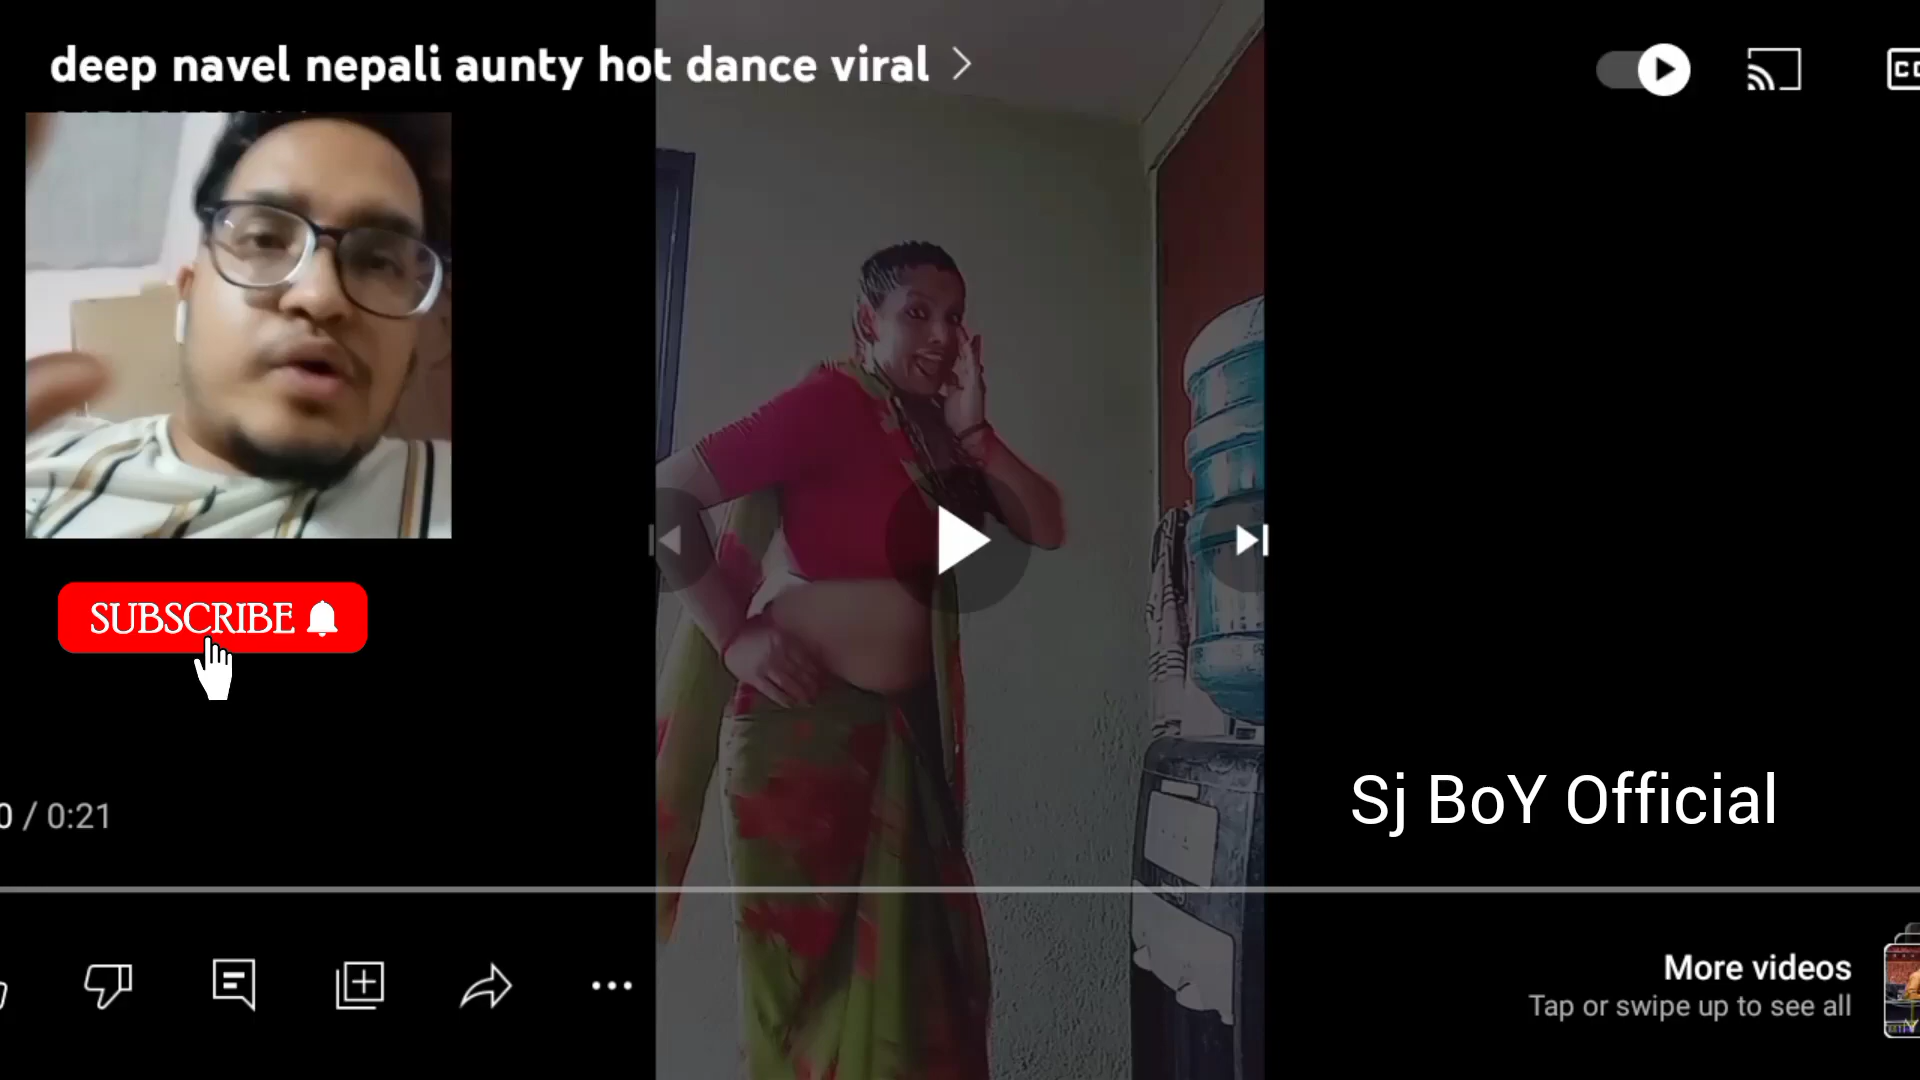 deep navel nepali aunty hot dance viral
CC
SUBSCRIBE
0 / 0:21
Sj BoY Official
More videos
Tap or swipe up to see all